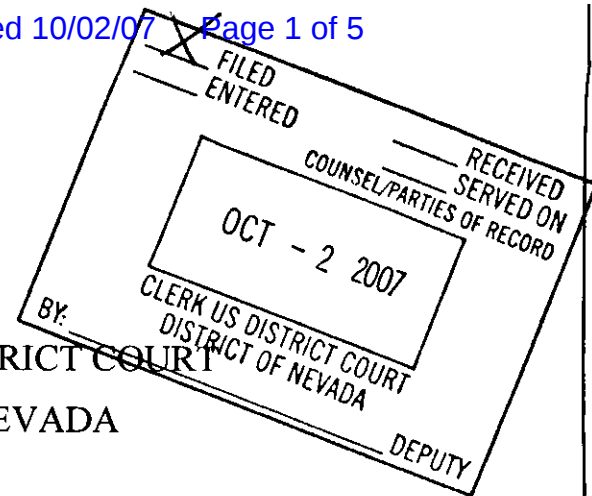 ed 10/02/07 Page 1 of 5
X FILED
ENTERED
RECEIVED
SERVED ON
COUNSEL/PARTIES OF RECORD
OCT - 2 2007
CLERK US DISTRICT COURT
DISTRICT OF NEVADA
BY:
DEPUTY
RICT COURT
EVADA